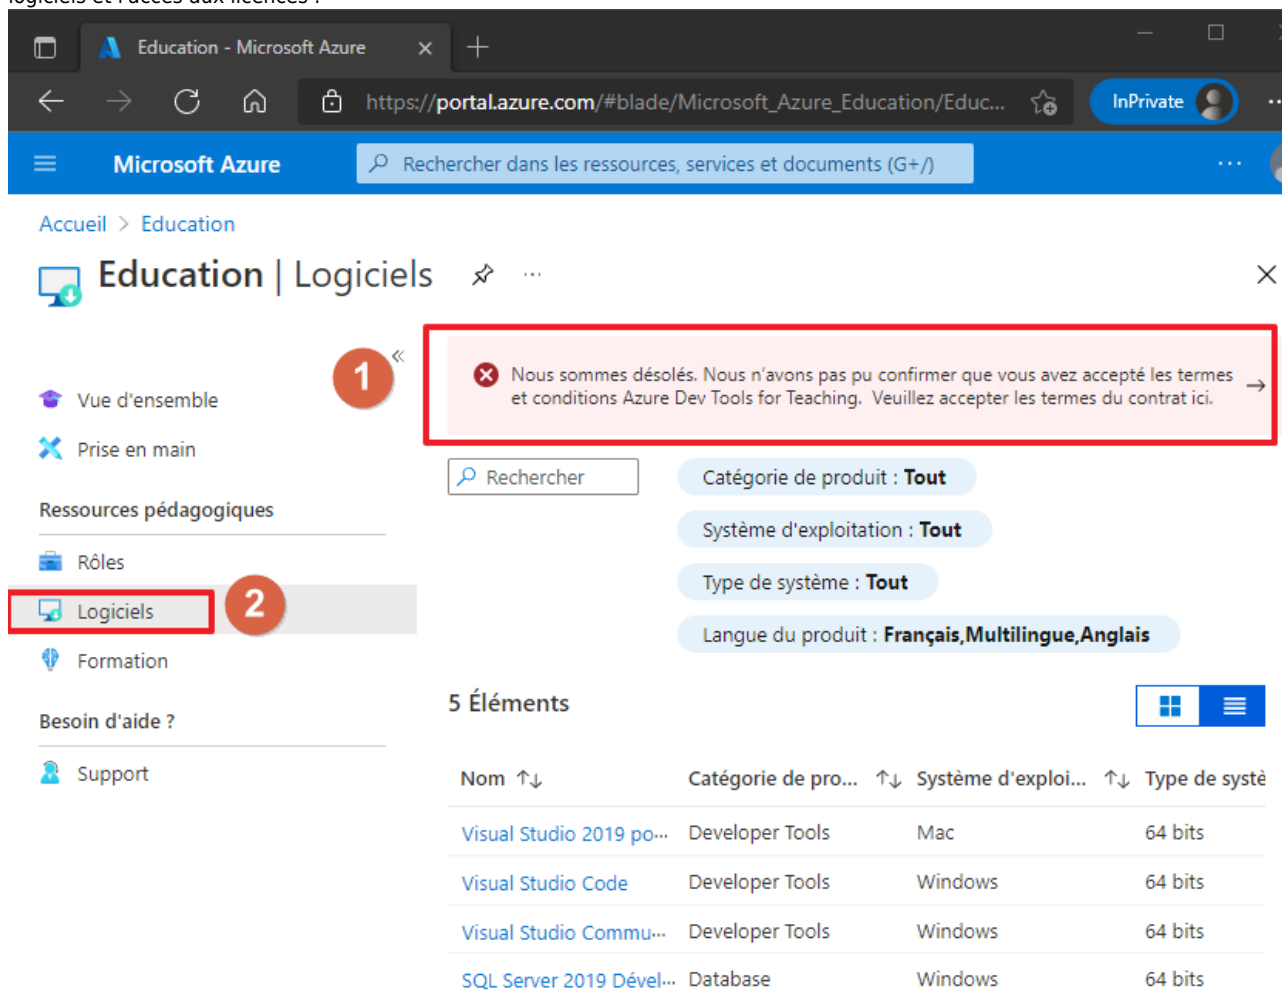 logiciels et l'accès aux licences :
Education - Microsoft Azure
https://portal.azure.com/#blade/Microsoft_Azure_Education/Educ...
InPrivate
Microsoft Azure
Rechercher dans les ressources, services et documents (G+/)
Accueil > Education
Education | Logiciels
1
Nous sommes désolés. Nous n'avons pas pu confirmer que vous avez accepté les termes
et conditions Azure Dev Tools for Teaching. Veuillez accepter les termes du contrat ici.
Vue d'ensemble
Prise en main
Ressources pédagogiques
Rôles
Logiciels
2
Formation
Besoin d'aide ?
Support
Rechercher
Catégorie de produit : Tout
Système d'exploitation : Tout
Type de système : Tout
Langue du produit : Français,Multilingue,Anglais
5 Éléments
Nom ↑↓ Catégorie de pro... ↑↓ Système d'exploi... ↑↓ Type de systè
Visual Studio 2019 po... Developer Tools Mac 64 bits
Visual Studio Code Developer Tools Windows 64 bits
Visual Studio Commu... Developer Tools Windows 64 bits
SQL Server 2019 Dével... Database Windows 64 bits